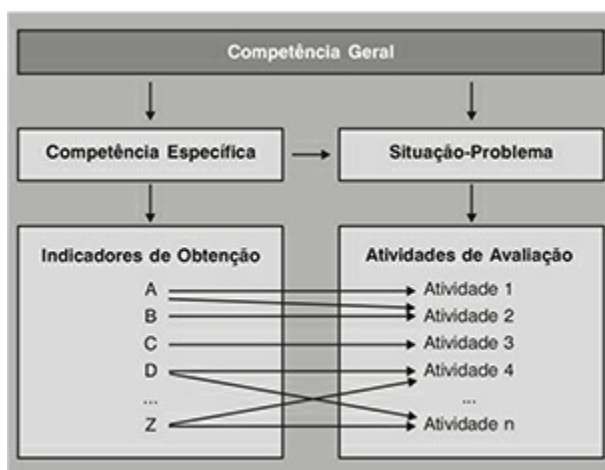 Competência Geral
Competência Específica
Situação-Problema
Indicadores de Obtenção
A
B
C
D
...
Z
Atividades de Avaliação
Atividade 1
Atividade 2
Atividade 3
Atividade 4
...
Atividade n